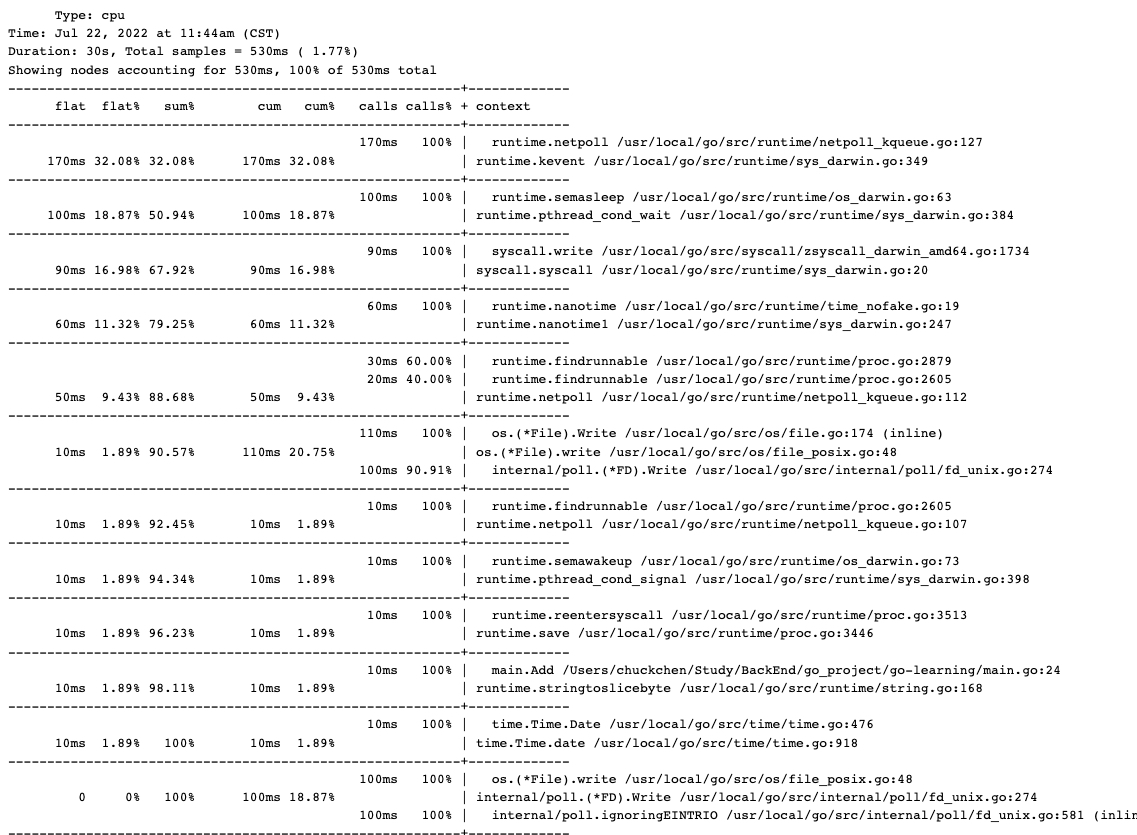 Type: cpu
Time: Jul 22, 2022 at 11:44am (CST)
Duration: 30s, Total samples = 530ms ( 1.77%)
Showing nodes accounting for 530ms, 100% of 530ms total
----------------------------------------------------------+-------------
flat flat% sum% cum cum% calls calls% + context
----------------------------------------------------------+-------------
170ms 100% | runtime.netpoll /usr/local/go/src/runtime/netpoll_kqueue.go:127
170ms 32.08% 32.08% 170ms 32.08% | runtime.kevent /usr/local/go/src/runtime/sys_darwin.go:349
----------------------------------------------------------+-------------
100ms 100% | runtime.semasleep /usr/local/go/src/runtime/os_darwin.go:63
100ms 18.87% 50.94% 100ms 18.87% | runtime.pthread_cond_wait /usr/local/go/src/runtime/sys_darwin.go:384
----------------------------------------------------------+-------------
90ms 100% | syscall.write /usr/local/go/src/syscall/zsyscall_darwin_amd64.go:1734
90ms 16.98% 67.92% 90ms 16.98% | syscall.syscall /usr/local/go/src/runtime/sys_darwin.go:20
----------------------------------------------------------+-------------
60ms 100% | runtime.nanotime /usr/local/go/src/runtime/time_nofake.go:19
60ms 11.32% 79.25% 60ms 11.32% | runtime.nanotime1 /usr/local/go/src/runtime/sys_darwin.go:247
----------------------------------------------------------+-------------
30ms 60.00% | runtime.findrunnable /usr/local/go/src/runtime/proc.go:2879
20ms 40.00% | runtime.findrunnable /usr/local/go/src/runtime/proc.go:2605
50ms 9.43% 88.68% 50ms 9.43% | runtime.netpoll /usr/local/go/src/runtime/netpoll_kqueue.go:112
----------------------------------------------------------+-------------
110ms 100% | os.(*File).Write /usr/local/go/src/os/file.go:174 (inline)
10ms 1.89% 90.57% 110ms 20.75% | os.(*File).write /usr/local/go/src/os/file_posix.go:48
100ms 90.91% | internal/poll.(*FD).Write /usr/local/go/src/internal/poll/fd_unix.go:274
----------------------------------------------------------+-------------
10ms 100% | runtime.findrunnable /usr/local/go/src/runtime/proc.go:2605
10ms 1.89% 92.45% 10ms 1.89% | runtime.netpoll /usr/local/go/src/runtime/netpoll_kqueue.go:107
----------------------------------------------------------+-------------
10ms 100% | runtime.semawakeup /usr/local/go/src/runtime/os_darwin.go:73
10ms 1.89% 94.34% 10ms 1.89% | runtime.pthread_cond_signal /usr/local/go/src/runtime/sys_darwin.go:398
----------------------------------------------------------+-------------
10ms 100% | runtime.reentersyscall /usr/local/go/src/runtime/proc.go:3513
10ms 1.89% 96.23% 10ms 1.89% | runtime.save /usr/local/go/src/runtime/proc.go:3446
----------------------------------------------------------+-------------
10ms 100% | main.Add /Users/chuckchen/Study/BackEnd/go_project/go-learning/main.go:24
10ms 1.89% 98.11% 10ms 1.89% | runtime.stringtoslicebyte /usr/local/go/src/runtime/string.go:168
----------------------------------------------------------+-------------
10ms 100% | time.Time.Date /usr/local/go/src/time/time.go:476
10ms 1.89% 100% 10ms 1.89% | time.Time.date /usr/local/go/src/time/time.go:918
----------------------------------------------------------+-------------
100ms 100% | os.(*File).write /usr/local/go/src/os/file_posix.go:48
0 0% 100% 100ms 18.87% | internal/poll.(*FD).Write /usr/local/go/src/internal/poll/fd_unix.go:274
100ms 100% | internal/poll.ignoringEINTRIO /usr/local/go/src/internal/poll/fd_unix.go:581 (inlin
----------------------------------------------------------+-------------